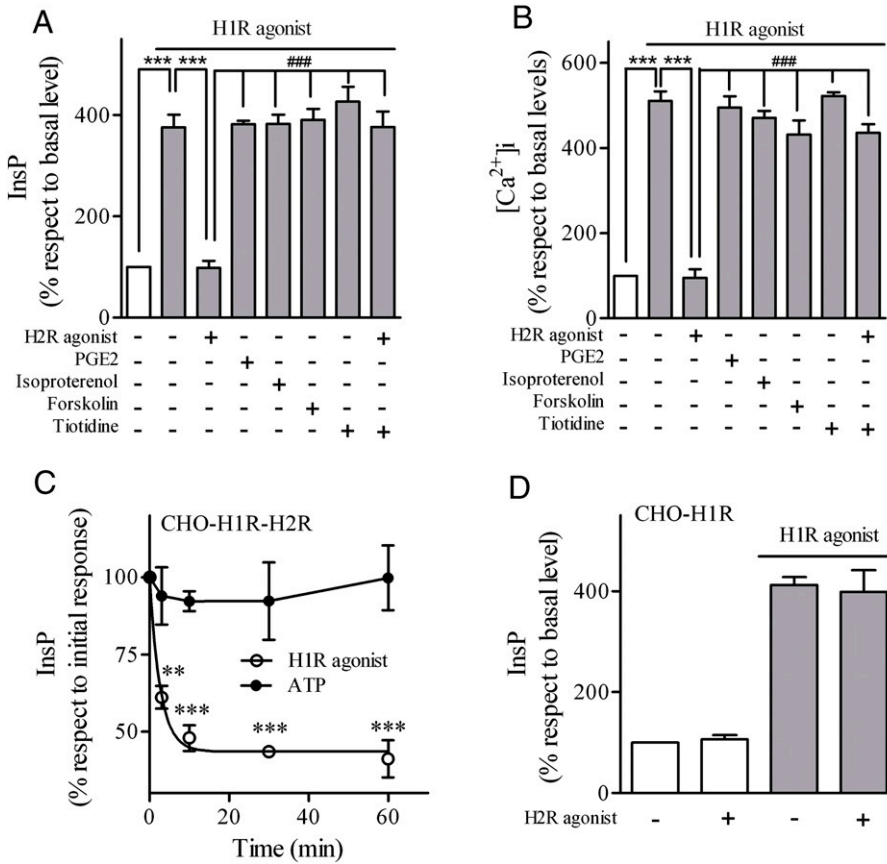 A
H1R agonist
*** *** ###
400
200
0
InsP
(% respect to basal level)
H2R agonist - - + - - - - +
PGE2 - - - + - - - -
Isoproterenol - - - - + - - -
Forskolin - - - - - + - -
Tiotidine - - - - - - + +
B
H1R agonist
*** *** ###
600
400
200
0
[Ca2+]i
(% respect to basal levels)
H2R agonist - - + - - - - +
PGE2 - - - + - - - -
Isoproterenol - - - - + - - -
Forskolin - - - - - + - -
Tiotidine - - - - - - + +
C
CHO-H1R-H2R
100
75
50
InsP
(% respect to initial response)
H1R agonist
ATP
** *** *** ***
0 20 40 60
Time (min)
D
CHO-H1R
H1R agonist
400
200
0
InsP
(% respect to basal level)
H2R agonist - + - +